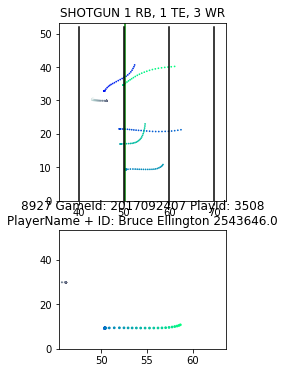 SHOTGUN 1 RB, 1 TE, 3 WR
50
40
30
20
10
0
40 50 60 70
8927 GameId: 2017092407 PlayId: 3508
PlayerName + ID: Bruce Ellington 2543646.0
40
20
0
50 55 60